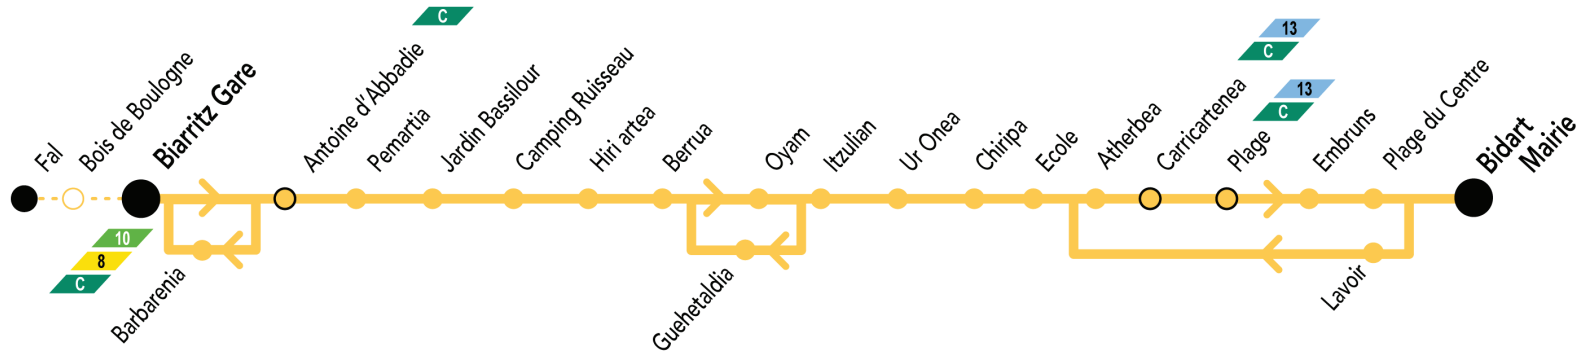 Fal
Bois de Boulogne
Biarritz Gare
10
8
C
Barbarenia
C
Antoine d'Abbadie
Pemartia
Jardin Bassilour
Camping Ruisseau
Hiri artea
Berrua
Guehetaldia
Oyam
Itzulian
Ur Onea
Chiripa
Ecole
Atherbea
13
C
Carricartenea
13
C
Plage
Embruns
Plage du Centre
Lavoir
Bidart
Mairie